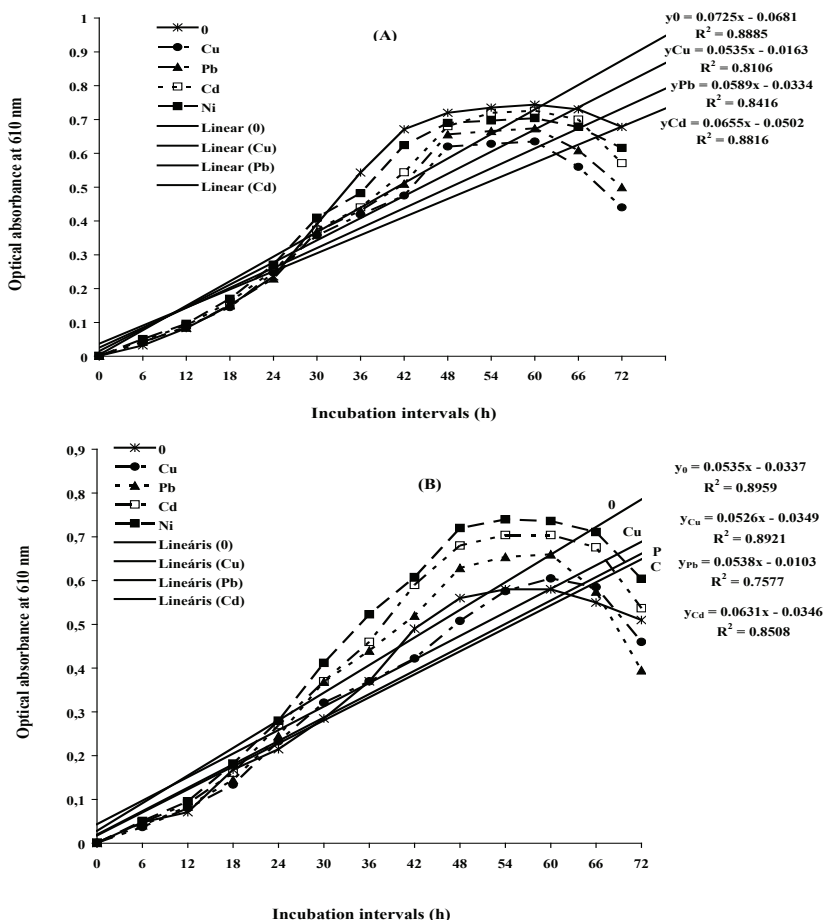 (A)
0
Cu
Pb
Cd
Ni
Linear (0)
Linear (Cu)
Linear (Pb)
Linear (Cd)
y0 = 0.0725x - 0.0681
R² = 0.8885
yCu = 0.0535x - 0.0163
R² = 0.8106
yPb = 0.0589x - 0.0334
R² = 0.8416
yCd = 0.0655x - 0.0502
R² = 0.8816
Optical absorbance at 610 nm
1
0.9
0.8
0.7
0.6
0.5
0.4
0.3
0.2
0.1
0
0 6 12 18 24 30 36 42 48 54 60 66 72
Incubation intervals (h)
(B)
0
Cu
Pb
Cd
Ni
Lineáris (0)
Lineáris (Cu)
Lineáris (Pb)
Lineáris (Cd)
0
Cu
P
C
y0 = 0.0535x - 0.0337
R² = 0.8959
yCu = 0.0526x - 0.0349
R² = 0.8921
yPb = 0.0538x - 0.0103
R² = 0.7577
yCd = 0.0631x - 0.0346
R² = 0.8508
Optical absorbance at 610 nm
0,9
0,8
0,7
0,6
0,5
0,4
0,3
0,2
0,1
0
0 6 12 18 24 30 36 42 48 54 60 66 72
Incubation intervals (h)